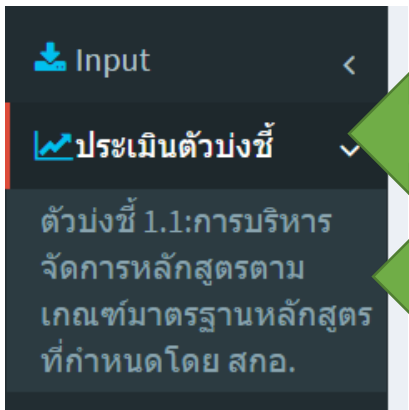 Input
ประเมินตัวบ่งชี้
ตัวบ่งชี้ 1.1:การบริหาร
จัดการหลักสูตรตาม
เกณฑ์มาตรฐานหลักสูตร
ที่กำหนดโดย สกอ.